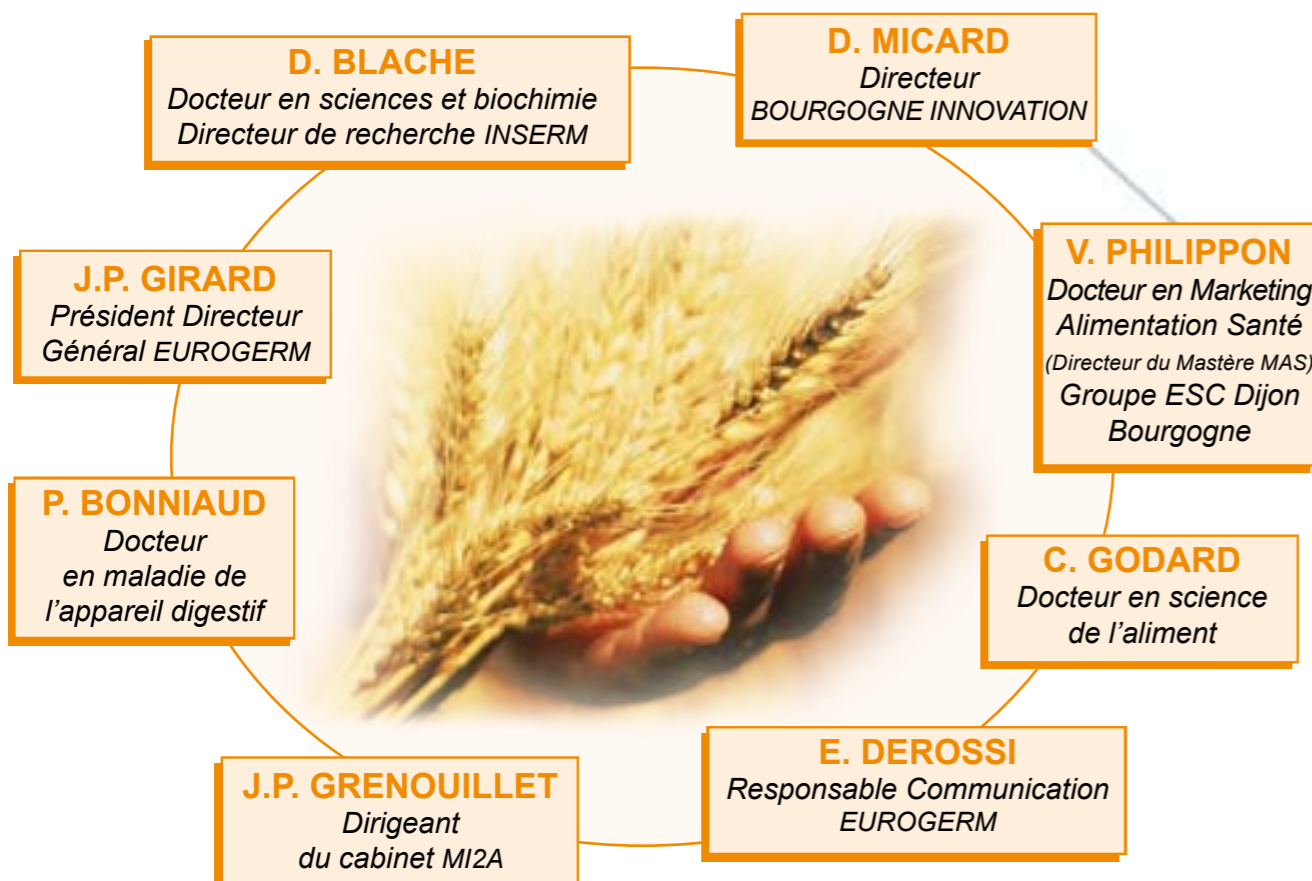 D. BLACHE
Docteur en sciences et biochimie
Directeur de recherche INSERM
D. MICARD
Directeur
BOURGOGNE INNOVATION
V. PHILIPPON
Docteur en Marketing
Alimentation Santé
(Directeur du Mastère MAS)
Groupe ESC Dijon
Bourgogne
C. GODARD
Docteur en science
de l’aliment
E. DEROSSI
Responsable Communication
EUROGERM
J.P. GRENOUILLET
Dirigeant
du cabinet MI2A
P. BONNIAUD
Docteur
en maladie de
l’appareil digestif
J.P. GIRARD
Président Directeur
Général EUROGERM